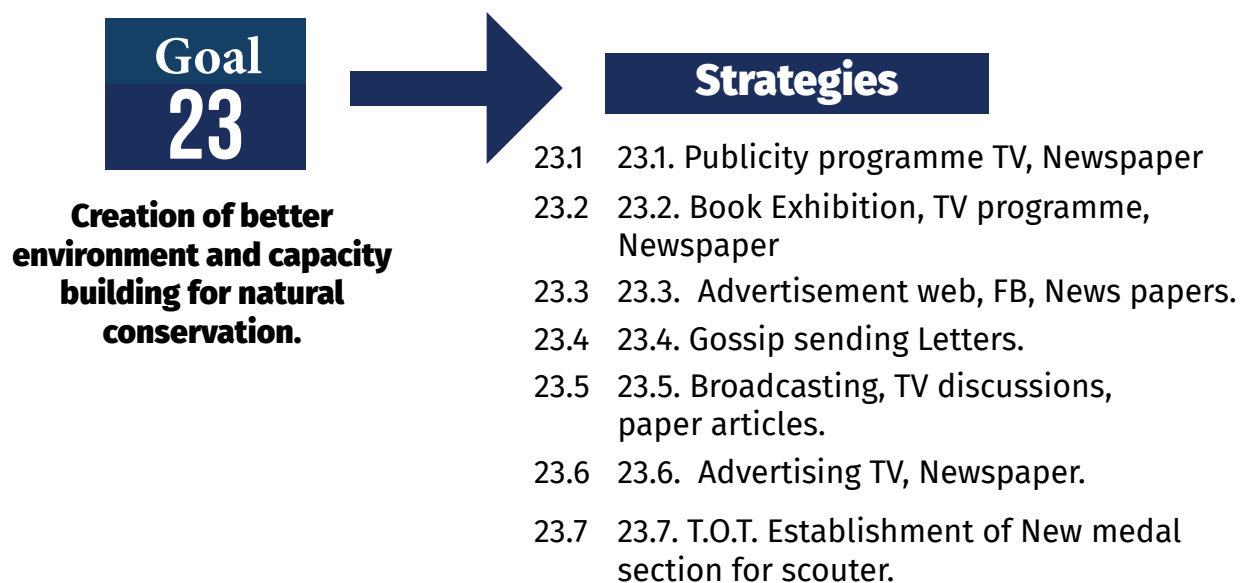 Goal
23
Creation of better
environment and capacity
building for natural
conservation.
Strategies
23.1 23.1. Publicity programme TV, Newspaper
23.2 23.2. Book Exhibition, TV programme,
Newspaper
23.3 23.3. Advertisement web, FB, News papers.
23.4 23.4. Gossip sending Letters.
23.5 23.5. Broadcasting, TV discussions,
paper articles.
23.6 23.6. Advertising TV, Newspaper.
23.7 23.7. T.O.T. Establishment of New medal
section for scouter.